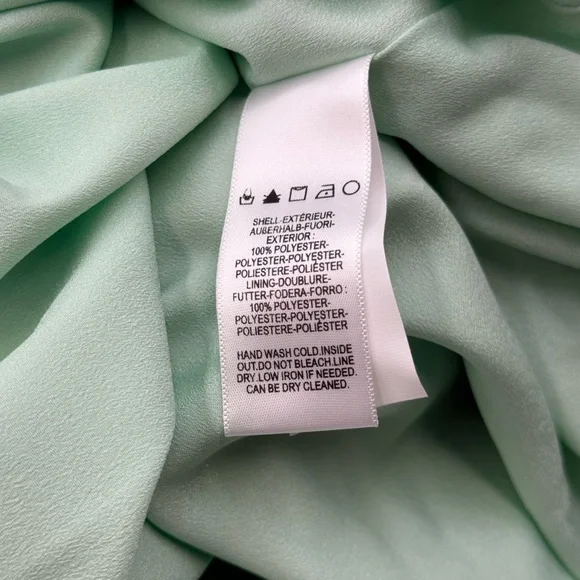 SHELL-EXTÉRIEUR-
AUßERHALB-FUORI-
EXTERIOR :
100% POLYESTER-
POLYESTER-POLYESTER-
POLIESTERE-POLIÉSTER
LINING-DOUBLURE-
FUTTER-FODERA-FORRO :
100% POLYESTER-
POLYESTER-POLYESTER-
POLIESTERE-POLIÉSTER
HAND WASH COLD.INSIDE
OUT.DO NOT BLEACH.LINE
DRY.LOW IRON IF NEEDED.
CAN BE DRY CLEANED.